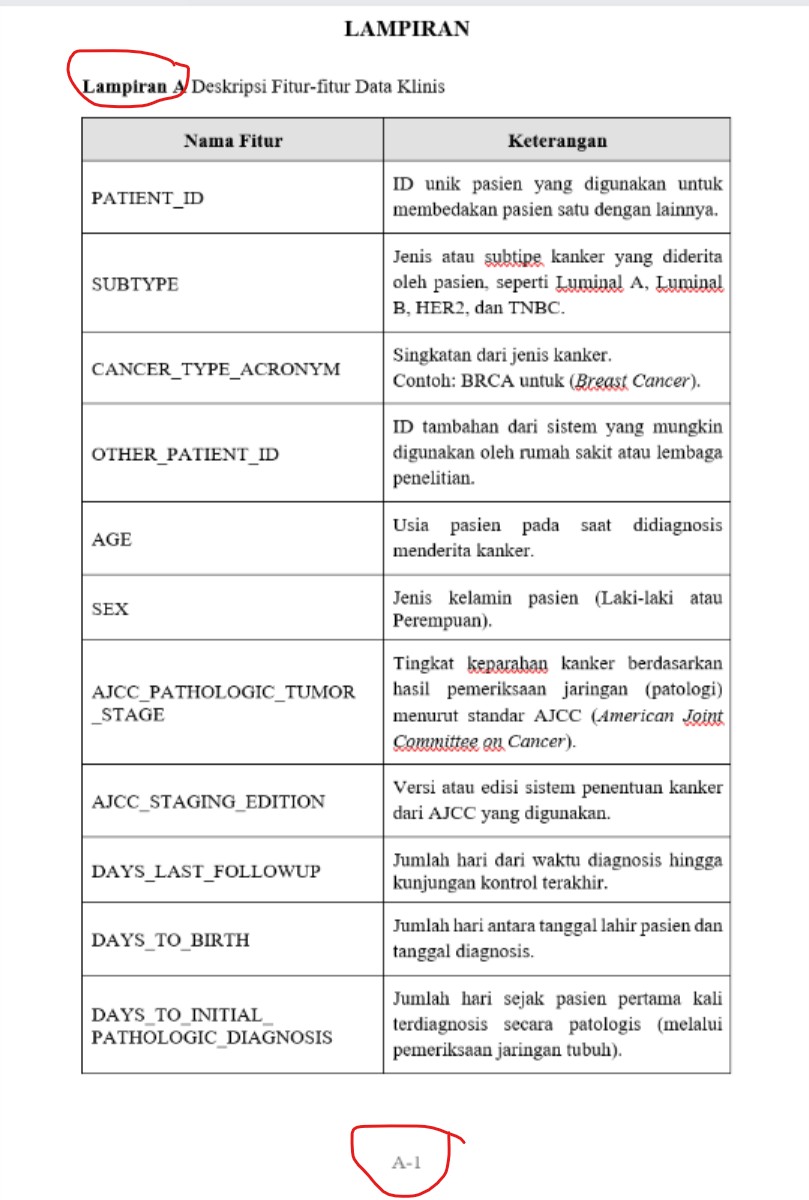 LAMPIRAN
Lampiran A Deskripsi Fitur-fitur Data Klinis
Nama Fitur
Keterangan
PATIENT_ID
ID unik pasien yang digunakan untuk
membedakan pasien satu dengan lainnya.
SUBTYPE
Jenis atau subtipe kanker yang diderita
oleh pasien, seperti Luminal A, Luminal
B, HER2, dan TNBC.
CANCER_TYPE_ACRONYM
Singkatan dari jenis kanker.
Contoh: BRCA untuk (Breast Cancer).
OTHER_PATIENT_ID
ID tambahan dari sistem yang mungkin
digunakan oleh rumah sakit atau lembaga
penelitian.
AGE
Usia pasien pada saat didiagnosis
menderita kanker.
SEX
Jenis kelamin pasien (Laki-laki atau
Perempuan).
AJCC_PATHOLOGIC_TUMOR
_STAGE
Tingkat keparahan kanker berdasarkan
hasil pemeriksaan jaringan (patologi)
menurut standar AJCC (American Joint
Committee on Cancer).
AJCC_STAGING_EDITION
Versi atau edisi sistem penentuan kanker
dari AJCC yang digunakan.
DAYS_LAST_FOLLOWUP
Jumlah hari dari waktu diagnosis hingga
kunjungan kontrol terakhir.
DAYS_TO_BIRTH
Jumlah hari antara tanggal lahir pasien dan
tanggal diagnosis.
DAYS_TO_INITIAL_
PATHOLOGIC_DIAGNOSIS
Jumlah hari sejak pasien pertama kali
terdiagnosis secara patologis (melalui
pemeriksaan jaringan tubuh).
A-1